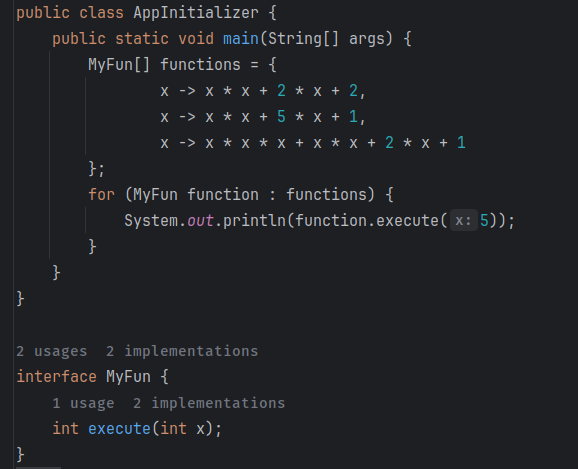 public class AppInitializer {
    public static void main(String[] args) {
        MyFun[] functions = {
                x -> x * x + 2 * x + 2,
                x -> x * x + 5 * x + 1,
                x -> x * x * x + x * x + 2 * x + 1
        };
        for (MyFun function : functions) {
            System.out.println(function.execute( x: 5));
        }
    }
}
2 usages  2 implementations
interface MyFun {
    1 usage  2 implementations
    int execute(int x);
}